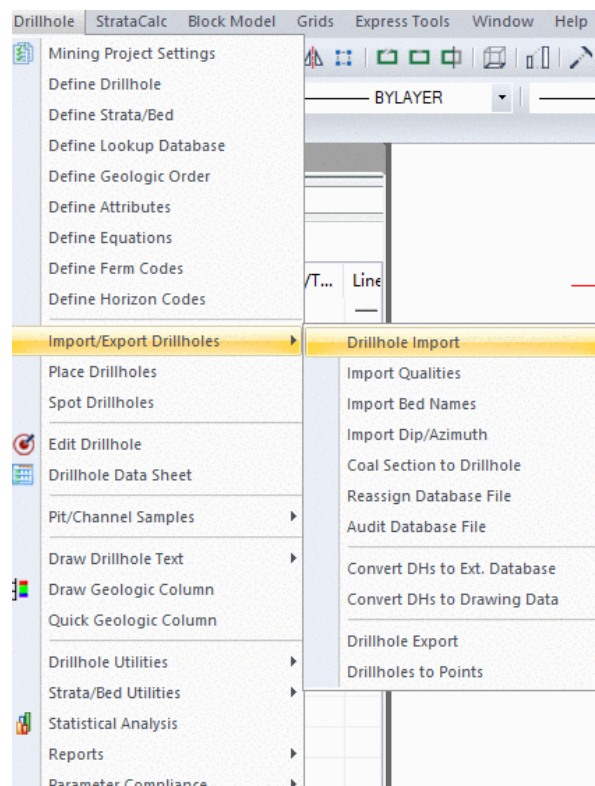 Drillhole StrataCalc Block Model Grids Express Tools Window Help
Mining Project Settings
Define Drillhole
BYLAYER
Define Strata/Bed
Define Lookup Database
Define Geologic Order
Define Attributes
Define Equations
Define Ferm Codes
/T... Line
Define Horizon Codes
Import/Export Drillholes
Drillhole Import
Place Drillholes
Import Qualities
Spot Drillholes
Import Bed Names
Import Dip/Azimuth
Edit Drillhole
Coal Section to Drillhole
Drillhole Data Sheet
Reassign Database File
Pit/Channel Samples
Audit Database File
Draw Drillhole Text
Convert DHs to Ext. Database
Draw Geologic Column
Convert DHs to Drawing Data
Quick Geologic Column
Drillhole Export
Drillhole Utilities
Drillholes to Points
Strata/Bed Utilities
Statistical Analysis
Reports
Parameter Compliance